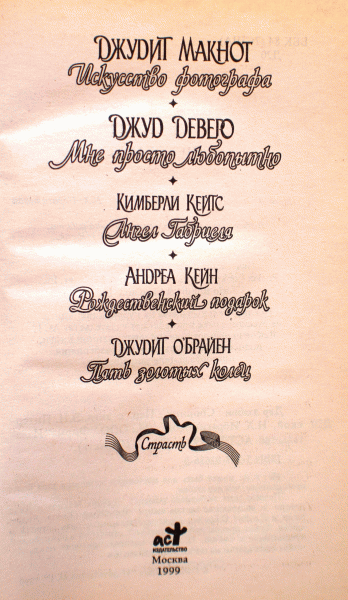 Джудит Макнот
Искусство фотографа
Джуд Деверо
Мне просто любопытно
Кимберли Кейтс
Ангел Габриела
Андреа Кейн
Рождественский подарок
Джудит О'Брайен
Пять золотых колец
Страсть
аст
издательство
Москва
1999